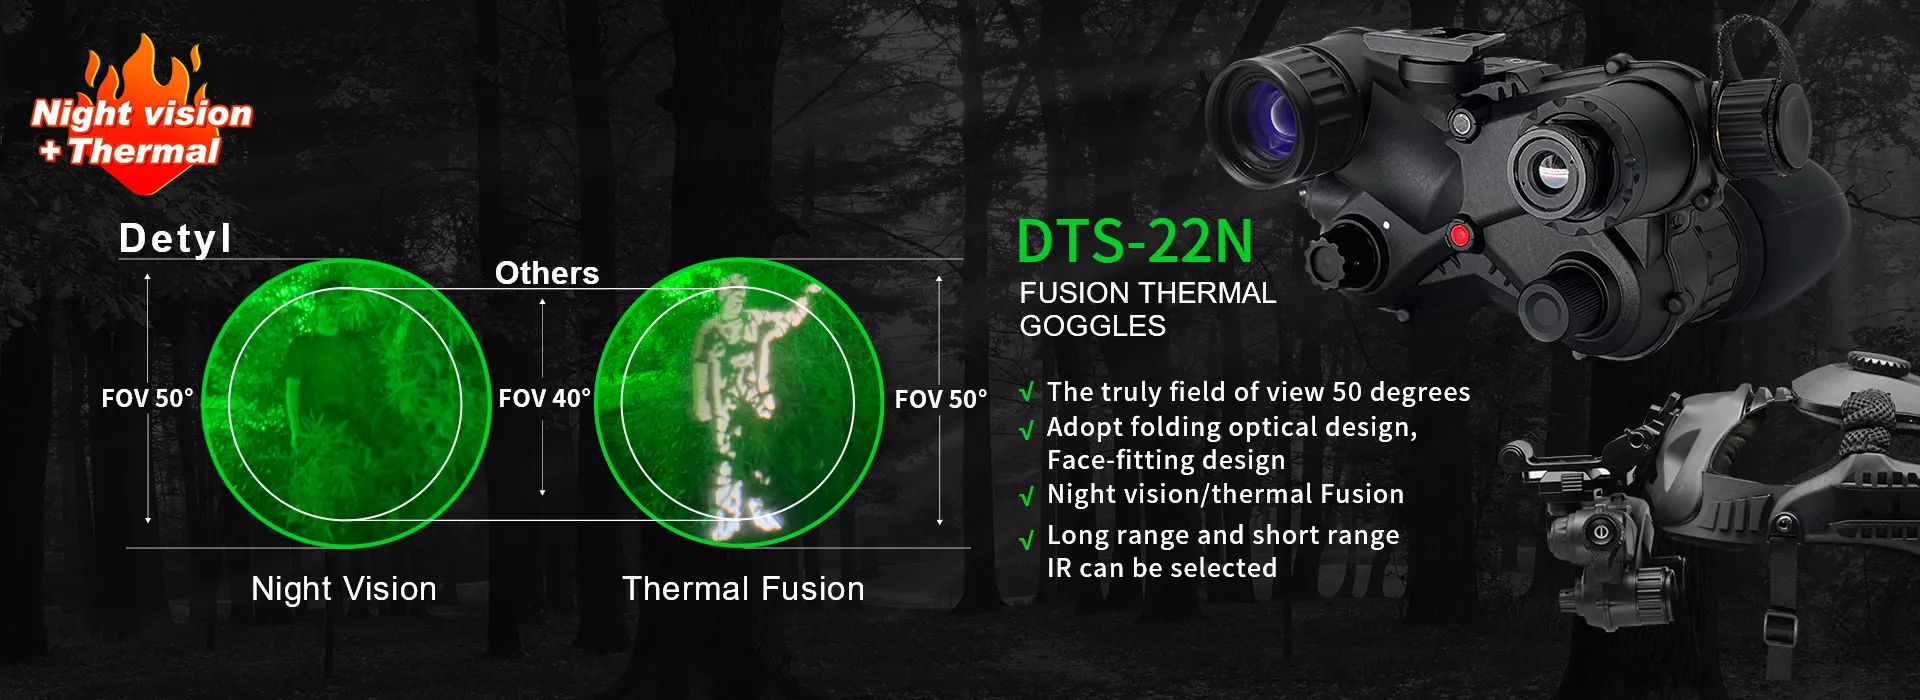 Night vision
+ Thermal
Detyl
Others
FOV 50°
FOV 40°
FOV 50°
Night Vision
Thermal Fusion
DTS-22N
FUSION THERMAL
GOGGLES
√ The truly field of view 50 degrees
√ Adopt folding optical design,
Face-fitting design
√ Night vision/thermal Fusion
√ Long range and short range
IR can be selected